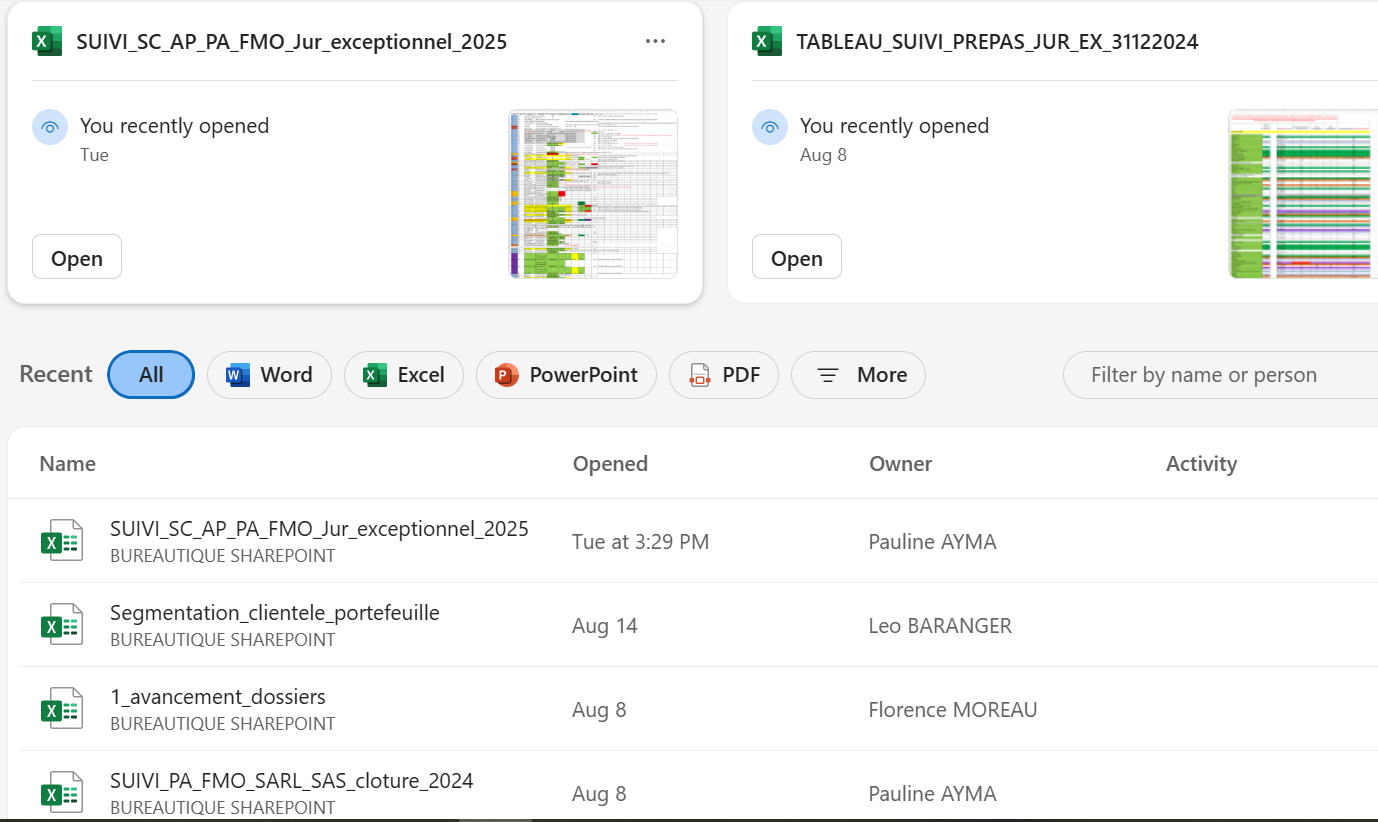 SUIVI_SC_AP_PA_FMO_Jur_exceptionnel_2025
You recently opened
Tue
Open
TABLEAU_SUIVI_PREPAS_JUR_EX_31122024
You recently opened
Aug 8
Open
Recent All Word Excel PowerPoint PDF More Filter by name or person
Name Opened Owner Activity
SUIVI_SC_AP_PA_FMO_Jur_exceptionnel_2025
BUREAUTIQUE SHAREPOINT
Tue at 3:29 PM Pauline AYMA
Segmentation_clientele_portefeuille
BUREAUTIQUE SHAREPOINT
Aug 14 Leo BARANGER
1_avancement_dossiers
BUREAUTIQUE SHAREPOINT
Aug 8 Florence MOREAU
SUIVI_PA_FMO_SARL_SAS_cloture_2024
BUREAUTIQUE SHAREPOINT
Aug 8 Pauline AYMA